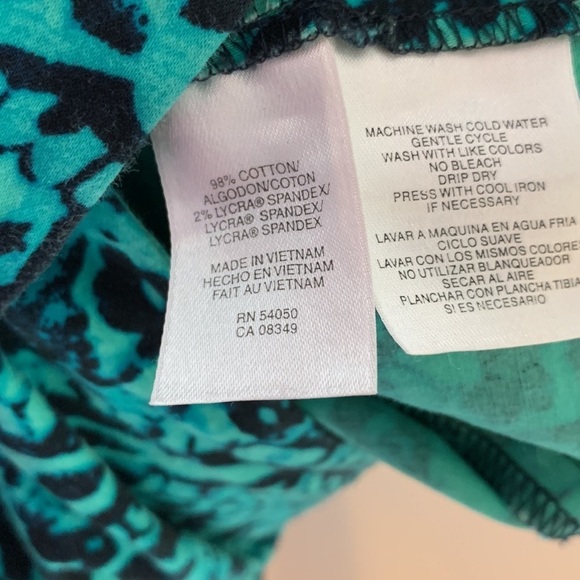 98% COTTON/
ALGODON/COTON
2% LYCRA® SPANDEX/
LYCRA® SPANDEX/
LYCRA® SPANDEX
MADE IN VIETNAM
HECHO EN VIETNAM
FAIT AU VIETNAM
RN 54050
CA 08349
MACHINE WASH COLD WATER
GENTLE CYCLE
WASH WITH LIKE COLORS
NO BLEACH
DRIP DRY
PRESS WITH COOL IRON
IF NECESSARY
LAVAR A MAQUINA EN AGUA FRIA
CICLO SUAVE
LAVAR CON LOS MISMOS COLORES
NO UTILIZAR BLANQUEADOR
SECAR AL AIRE
PLANCHAR CON PLANCHA TIBIA
SI ES NECESARIO